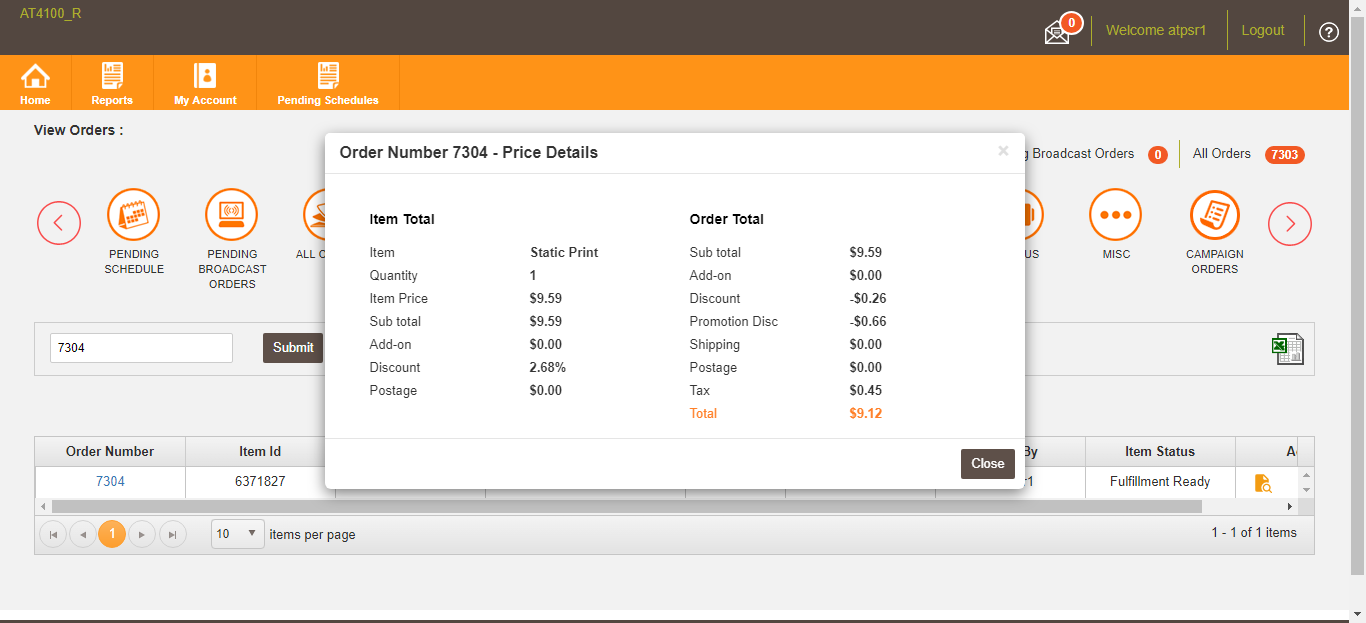 AT4100_R
0
Welcome atpsr1
Logout
?
Home
Reports
My Account
Pending Schedules
View Orders :
Broadcast Orders 0
All Orders 7303
PENDING SCHEDULE
PENDING BROADCAST ORDERS
ALL
US
MISC
CAMPAIGN ORDERS
7304
Submit
Order Number 7304 - Price Details
×
Item Total
Item Static Print
Quantity 1
Item Price $9.59
Sub total $9.59
Add-on $0.00
Discount 2.68%
Postage $0.00
Order Total
Sub total $9.59
Add-on $0.00
Discount -$0.26
Promotion Disc -$0.66
Shipping $0.00
Postage $0.00
Tax $0.45
Total $9.12
Close
Order Number
Item Id
By
Item Status
7304
6371827
r1
Fulfillment Ready
1
10
items per page
1 - 1 of 1 items